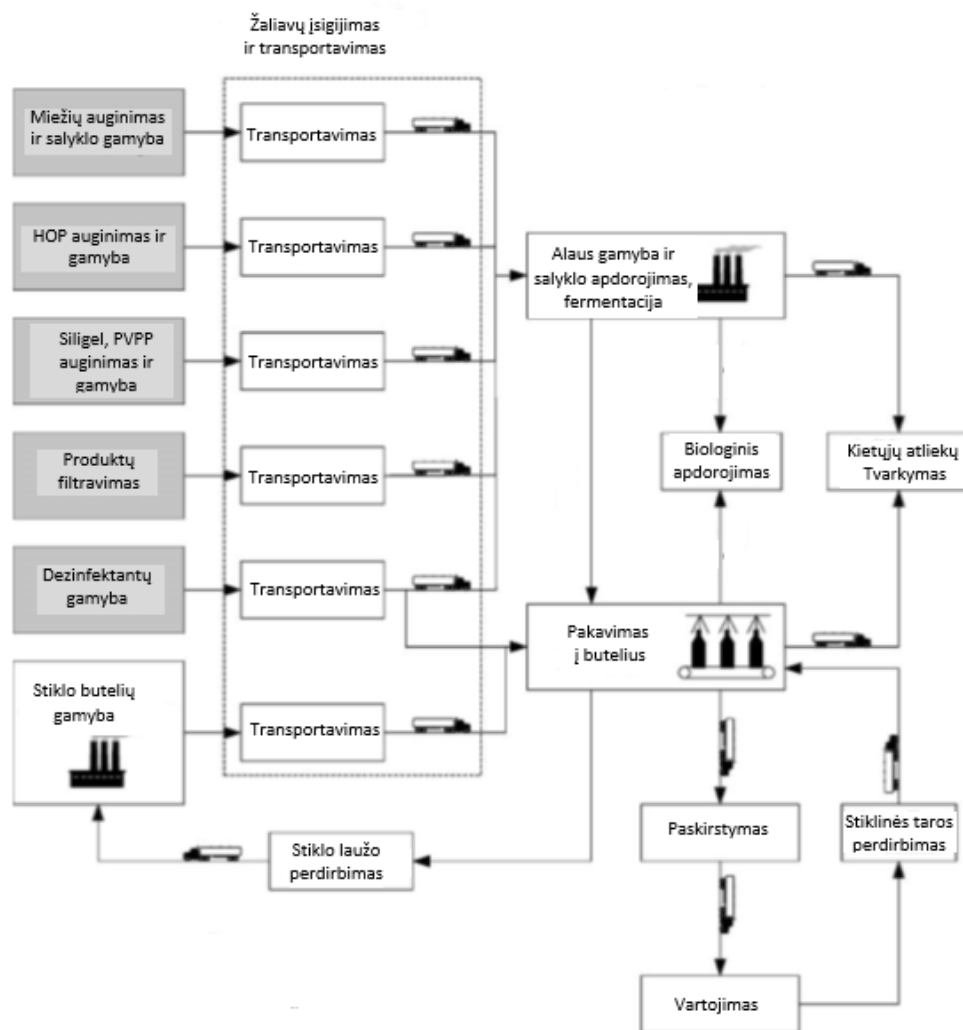 Žaliavų įsigijimas
ir transportavimas
Miežių auginimas
ir salyklo gamyba
Transportavimas
HOP auginimas ir
gamyba
Transportavimas
Alaus gamyba ir
salyklo apdorojimas,
fermentacija
Siligel, PVPP
auginimas ir
gamyba
Transportavimas
Produktų
filtravimas
Transportavimas
Biologinis
apdorojimas
Kietųjų atliekų
Tvarkymas
Dezinfektantų
gamyba
Transportavimas
Pakavimas
į butelius
Stiklo butelių
gamyba
Transportavimas
Stiklo laužo
perdirbimas
Paskirstymas
Stiklinės taros
perdirbimas
Vartojimas